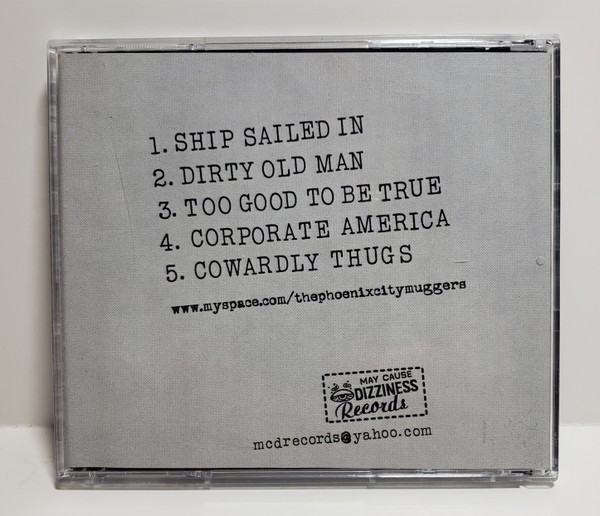 1. SHIP SAILED IN
2. DIRTY OLD MAN
3. TOO GOOD TO BE TRUE
4. CORPORATE AMERICA
5. COWARDLY THUGS
www.myspace.com/thephoenixcitymuggers
MAY CAUSE
DIZZINESS
Records
mcdrecords@yahoo.com